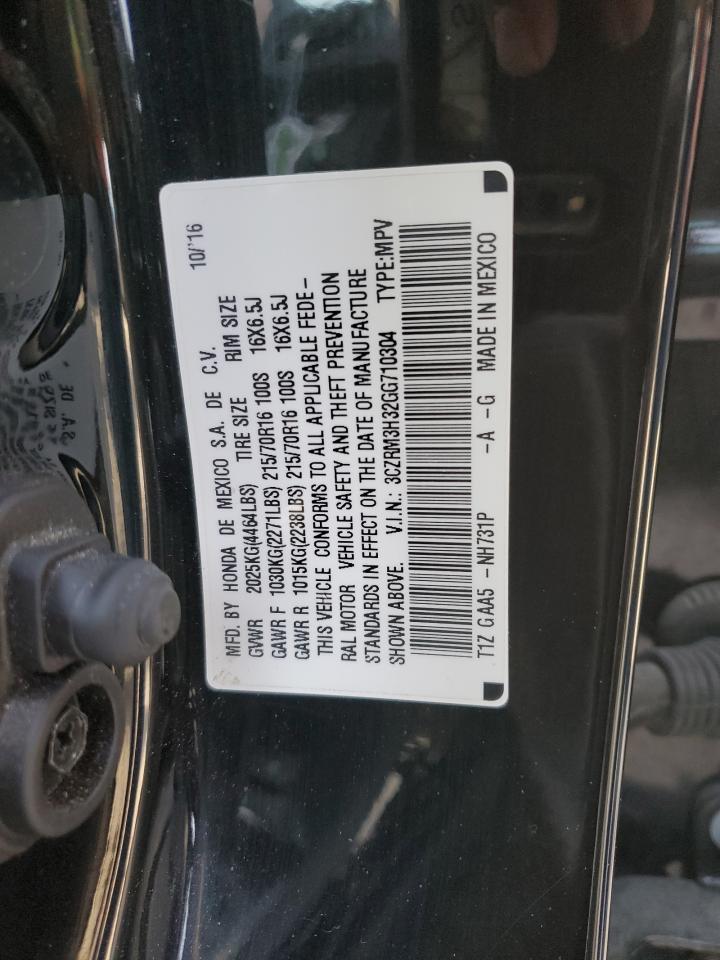 10/'16
MFD. BY HONDA DE MEXICO S.A. DE C.V.
GVWR 2025KG(4464LBS) TIRE SIZE RIM SIZE
GAWR F 1030KG(2271LBS) 215/70R16 100S 16X6.5J
GAWR R 1015KG(2238LBS) 215/70R16 100S 16X6.5J
THIS VEHICLE CONFORMS TO ALL APPLICABLE FEDE-
RAL MOTOR VEHICLE SAFETY AND THEFT PREVENTION
STANDARDS IN EFFECT ON THE DATE OF MANUFACTURE
SHOWN ABOVE. V.I.N.: 3CZRM3H32GG710304 TYPE:MPV
T1Z GAA5 -NH731P -A -G MADE IN MEXICO